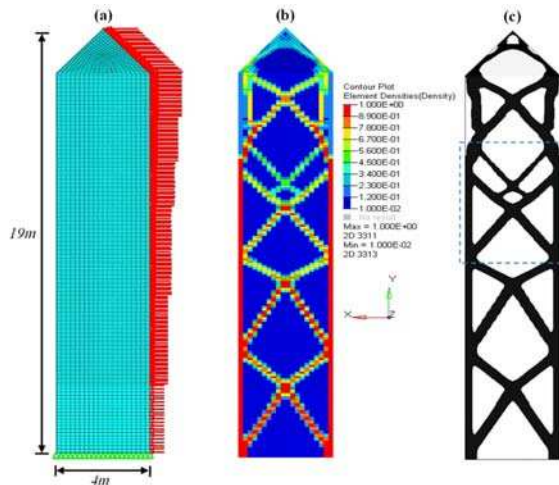 (a)
(b)
(c)
19m
4m
Contour Plot
Element Densities(Density)
1.000E+00
8.900E-01
7.800E-01
6.700E-01
5.600E-01
4.500E-01
3.400E-01
2.300E-01
1.200E-01
1.000E-02
No result
Max = 1.000E+00
2D 3311
Min = 1.000E-02
2D 3313
Y
X
Z